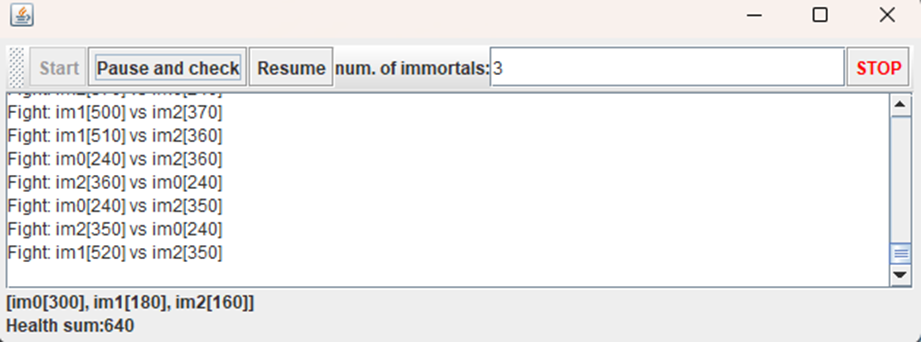 Start Pause and check Resume num. of immortals: 3 STOP
Fight: im1[500] vs im2[370]
Fight: im1[510] vs im2[360]
Fight: im0[240] vs im2[360]
Fight: im2[360] vs im0[240]
Fight: im0[240] vs im2[350]
Fight: im2[350] vs im0[240]
Fight: im1[520] vs im2[350]
[im0[300], im1[180], im2[160]]
Health sum:640